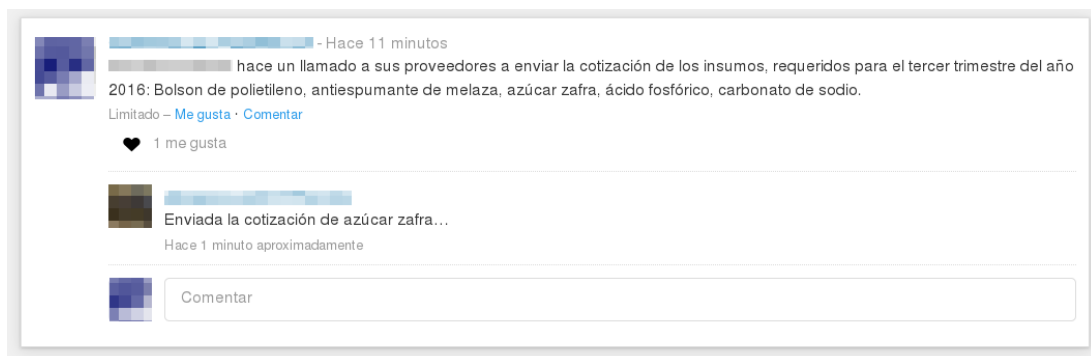 - Hace 11 minutos
hace un llamado a sus proveedores a enviar la cotización de los insumos, requeridos para el tercer trimestre del año
2016: Bolson de polietileno, antiespumante de melaza, azúcar zafra, ácido fosfórico, carbonato de sodio.
Limitado – Me gusta · Comentar
1 me gusta
Enviada la cotización de azúcar zafra…
Hace 1 minuto aproximadamente
Comentar